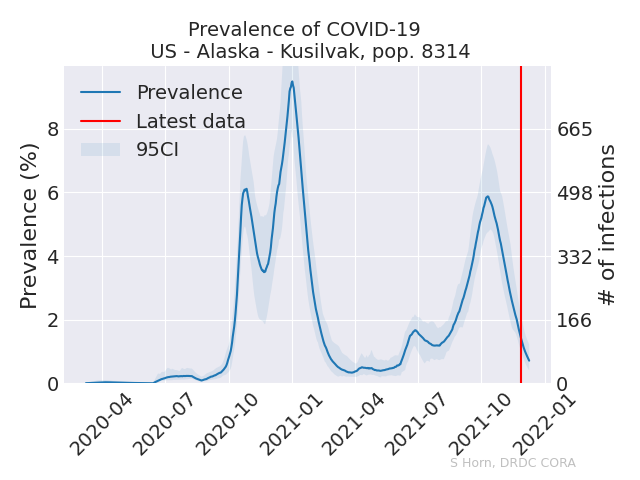 Prevalence of COVID-19
US - Alaska - Kusilvak, pop. 8314
Prevalence
Latest data
95CI
Prevalence (%)
8
6
4
2
0
665
498
332
166
0
# of infections
2020-04
2020-07
2020-10
2021-01
2021-04
2021-07
2021-10
2022-01
S Horn, DRDC CORA